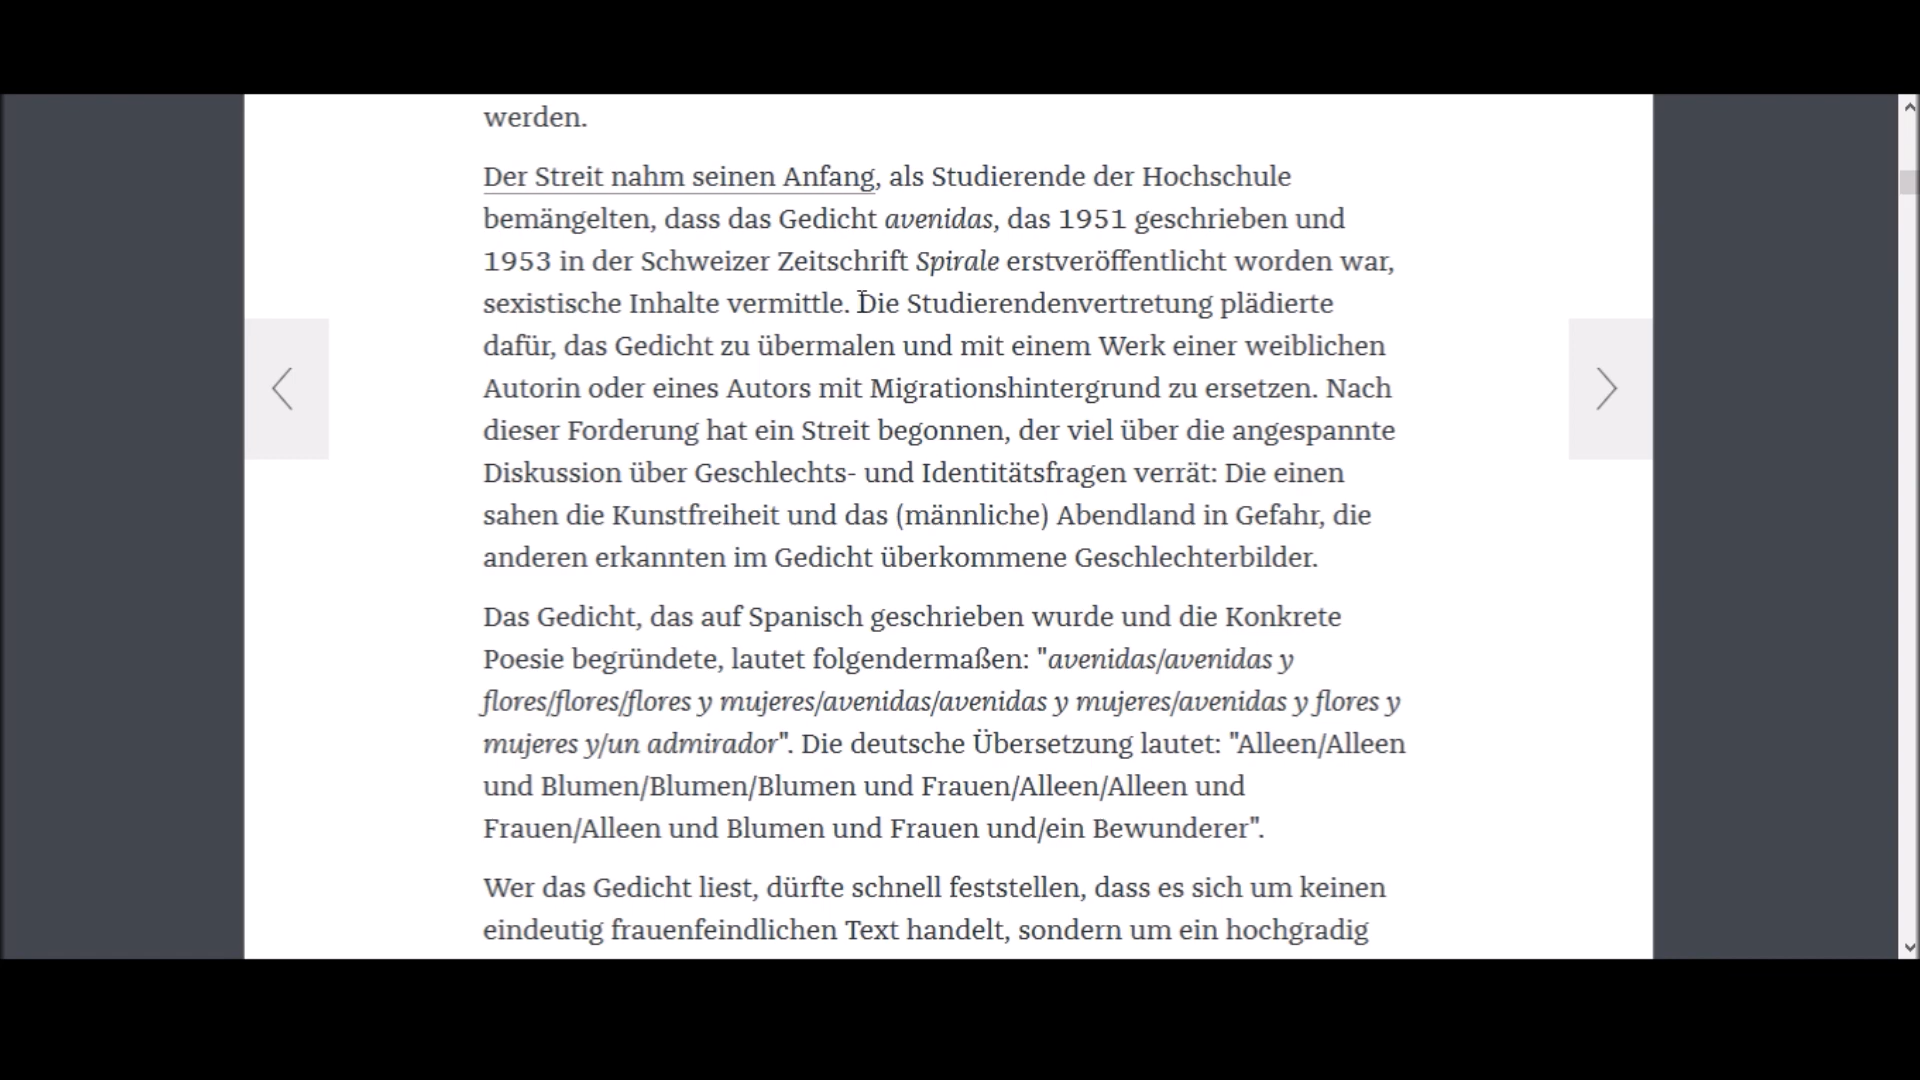 werden.
Der Streit nahm seinen Anfang, als Studierende der Hochschule
bemängelten, dass das Gedicht avenidas, das 1951 geschrieben und
1953 in der Schweizer Zeitschrift Spirale erstveröffentlicht worden war,
sexistische Inhalte vermittle. Die Studierendenvertretung plädierte
dafür, das Gedicht zu übermalen und mit einem Werk einer weiblichen
Autorin oder eines Autors mit Migrationshintergrund zu ersetzen. Nach
dieser Forderung hat ein Streit begonnen, der viel über die angespannte
Diskussion über Geschlechts- und Identitätsfragen verrät: Die einen
sahen die Kunstfreiheit und das (männliche) Abendland in Gefahr, die
anderen erkannten im Gedicht überkommene Geschlechterbilder.
Das Gedicht, das auf Spanisch geschrieben wurde und die Konkrete
Poesie begründete, lautet folgendermaßen: "avenidas/avenidas y
flores/flores/flores y mujeres/avenidas/avenidas y mujeres/avenidas y flores y
mujeres y/un admirador". Die deutsche Übersetzung lautet: "Alleen/Alleen
und Blumen/Blumen/Blumen und Frauen/Alleen/Alleen und
Frauen/Alleen und Blumen und Frauen und/ein Bewunderer".
Wer das Gedicht liest, dürfte schnell feststellen, dass es sich um keinen
eindeutig frauenfeindlichen Text handelt, sondern um ein hochgradig